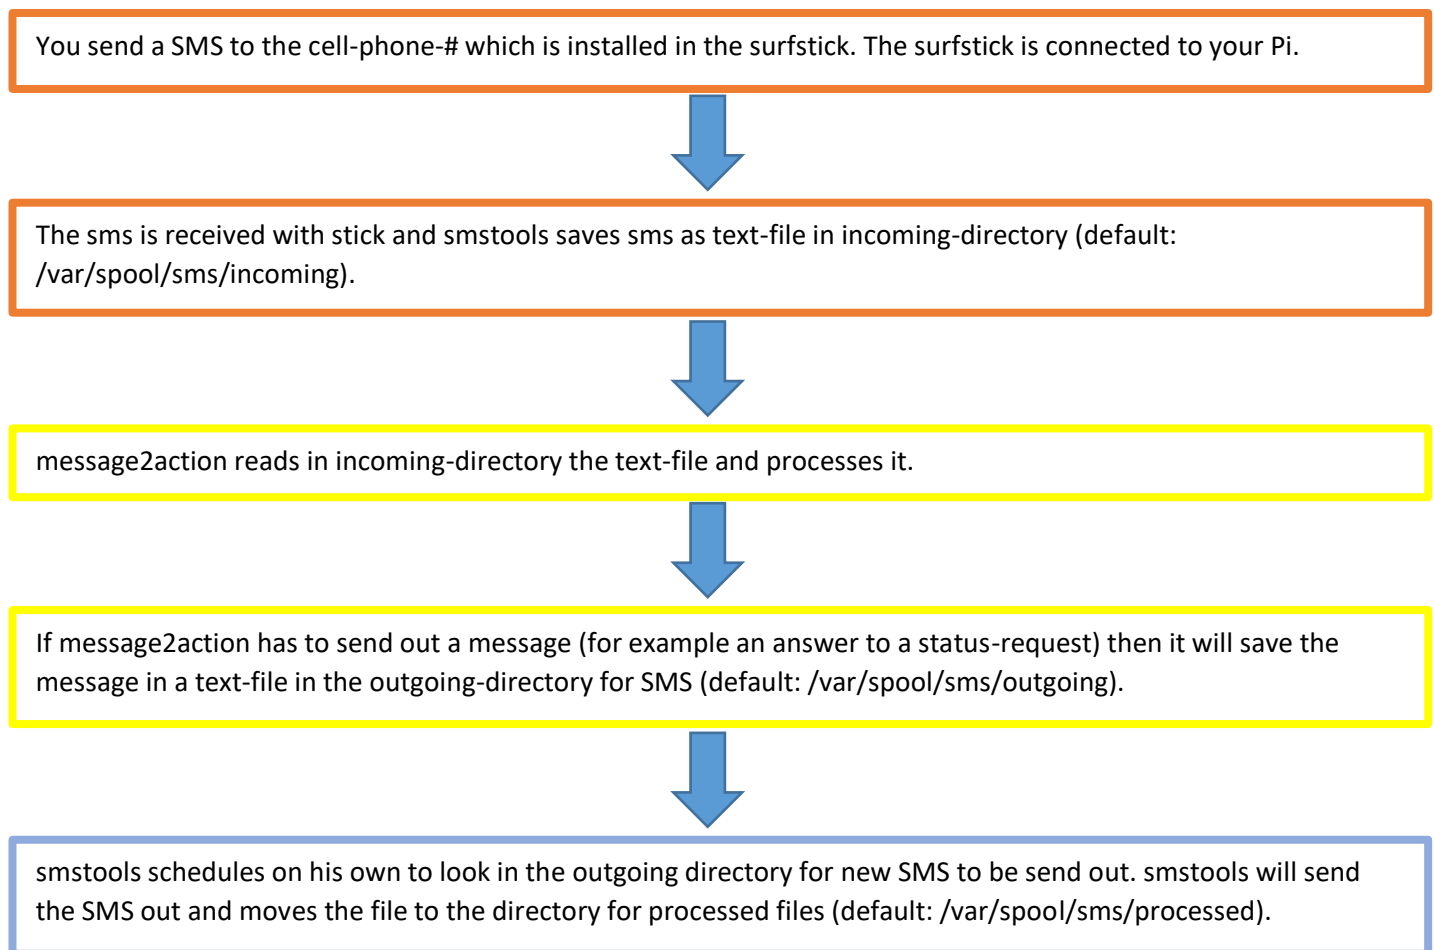 You send a SMS to the cell-phone-# which is installed in the surfstick. The surfstick is connected to your Pi.
The sms is received with stick and smstools saves sms as text-file in incoming-directory (default:
/var/spool/sms/incoming).
message2action reads in incoming-directory the text-file and processes it.
If message2action has to send out a message (for example an answer to a status-request) then it will save the
message in a text-file in the outgoing-directory for SMS (default: /var/spool/sms/outgoing).
smstools schedules on his own to look in the outgoing directory for new SMS to be send out. smstools will send
the SMS out and moves the file to the directory for processed files (default: /var/spool/sms/processed).